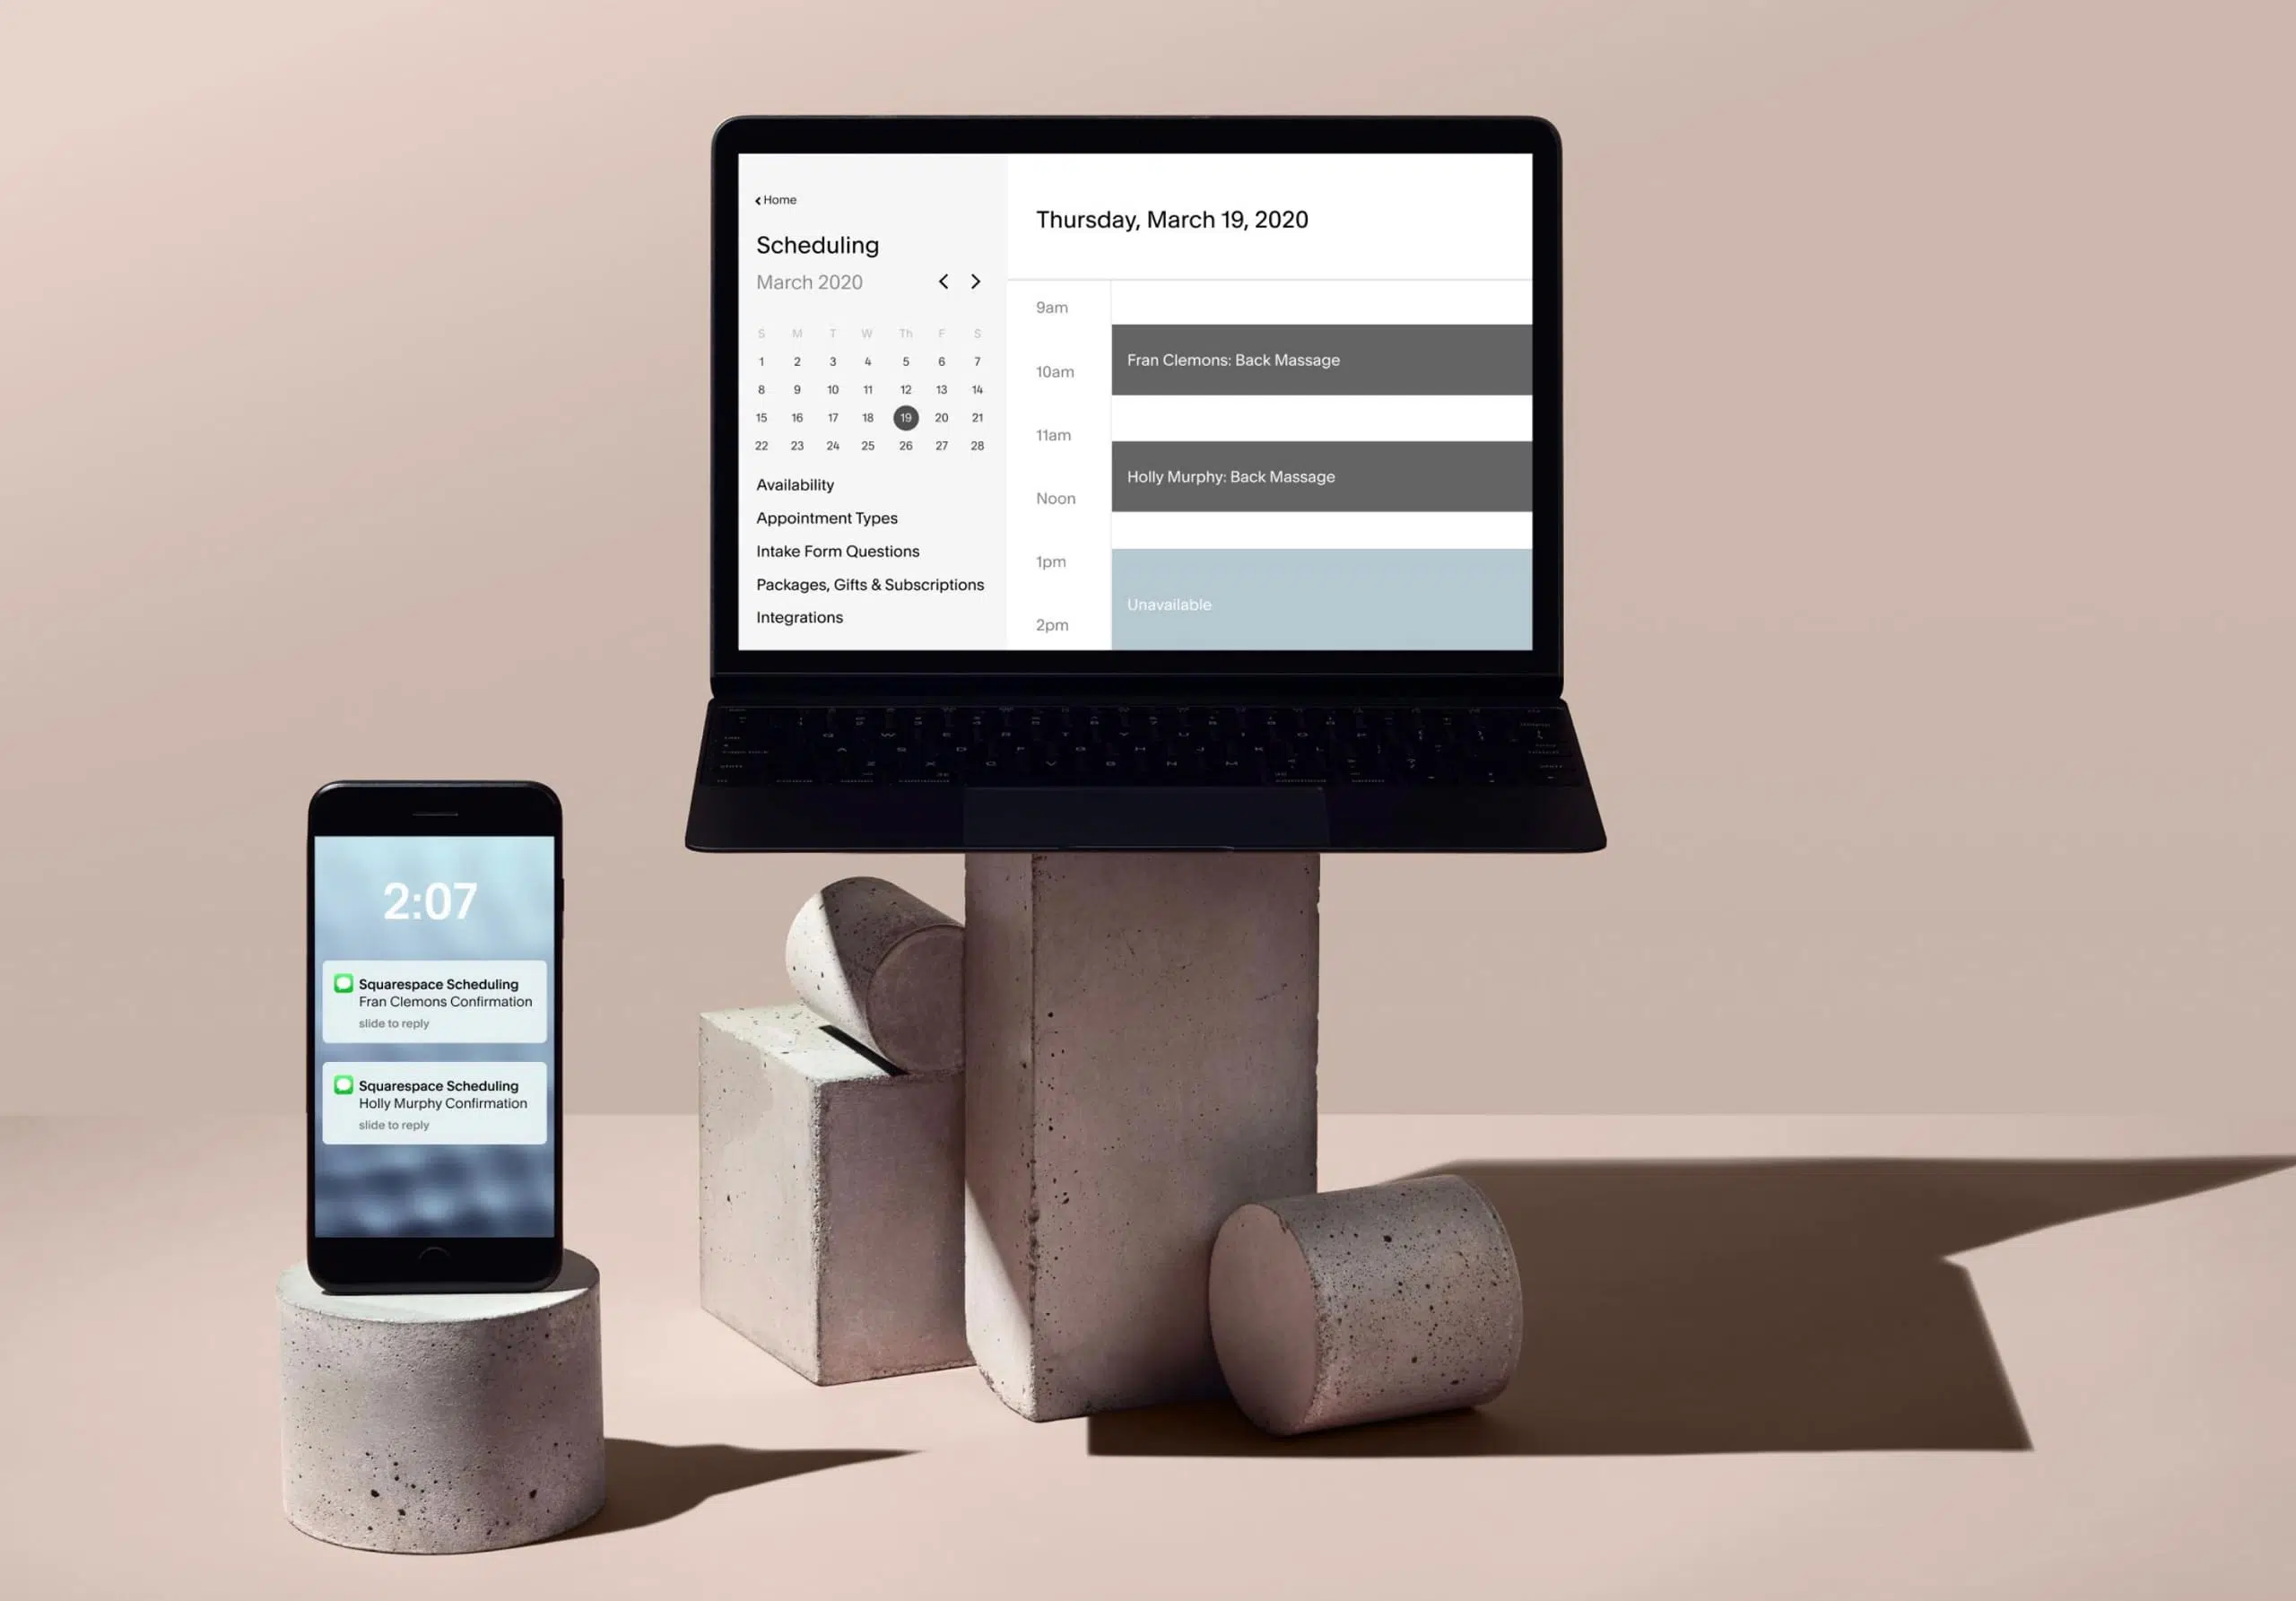 Home
Scheduling
March 2020
S M T W Th F S
1 2 3 4 5 6 7
8 9 10 11 12 13 14
15 16 17 18 19 20 21
22 23 24 25 26 27 28
Availability
Appointment Types
Intake Form Questions
Packages, Gifts & Subscriptions
Integrations
Thursday, March 19, 2020
9am
Fran Clemons: Back Massage
10am
11am
Holly Murphy: Back Massage
Noon
1pm
Unavailable
2pm
2:07
Squarespace Scheduling
Fran Clemons Confirmation
slide to reply
Squarespace Scheduling
Holly Murphy Confirmation
slide to reply